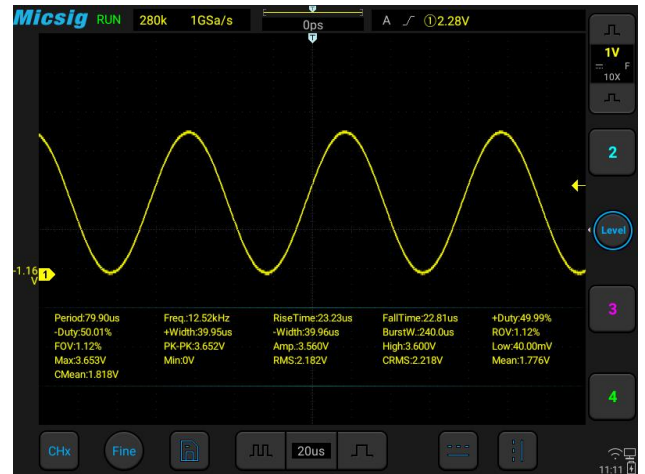 Micsig RUN 280k 1GSa/s 0ps A ①2.28V
T
T
1V
F
10X
2
Level
-1.16
V
1
3
Period:79.90us Freq.:12.52kHz RiseTime:23.23us FallTime:22.81us +Duty:49.99%
-Duty:50.01% +Width:39.95us -Width:39.96us BurstW.:240.0us ROV:1.12%
FOV:1.12% PK-PK:3.652V Amp.:3.560V High:3.600V Low:40.00mV
Max:3.653V Min:0V RMS:2.182V CRMS:2.218V Mean:1.776V
CMean:1.818V
4
CHx Fine 20us
11:11